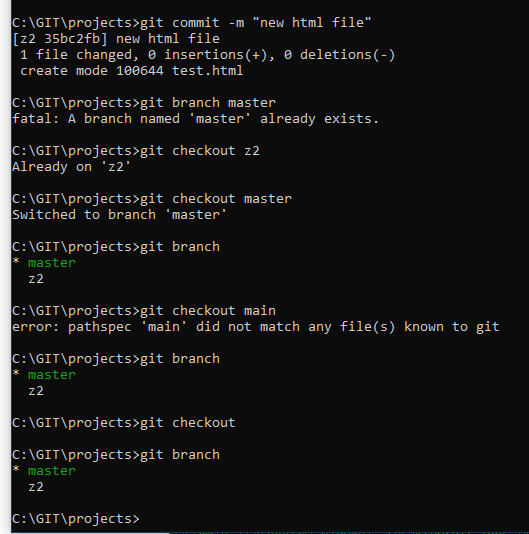 C:\GIT\projects>git commit -m "new html file"
[z2 35bc2fb] new html file
 1 file changed, 0 insertions(+), 0 deletions(-)
 create mode 100644 test.html
C:\GIT\projects>git branch master
fatal: A branch named 'master' already exists.
C:\GIT\projects>git checkout z2
Already on 'z2'
C:\GIT\projects>git checkout master
Switched to branch 'master'
C:\GIT\projects>git branch
* master
  z2
C:\GIT\projects>git checkout main
error: pathspec 'main' did not match any file(s) known to git
C:\GIT\projects>git branch
* master
  z2
C:\GIT\projects>git checkout
C:\GIT\projects>git branch
* master
  z2
C:\GIT\projects>